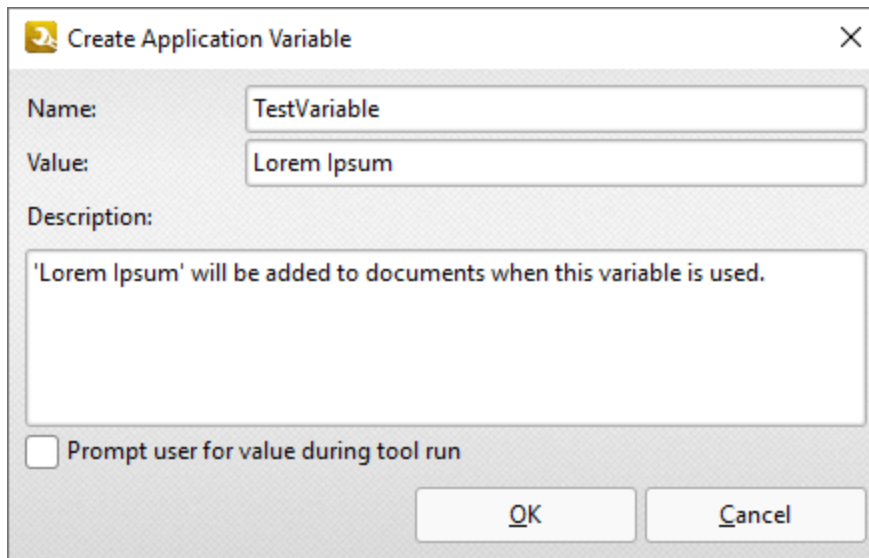 Create Application Variable
Name: TestVariable
Value: Lorem Ipsum
Description:
'Lorem Ipsum' will be added to documents when this variable is used.
Prompt user for value during tool run
OK Cancel